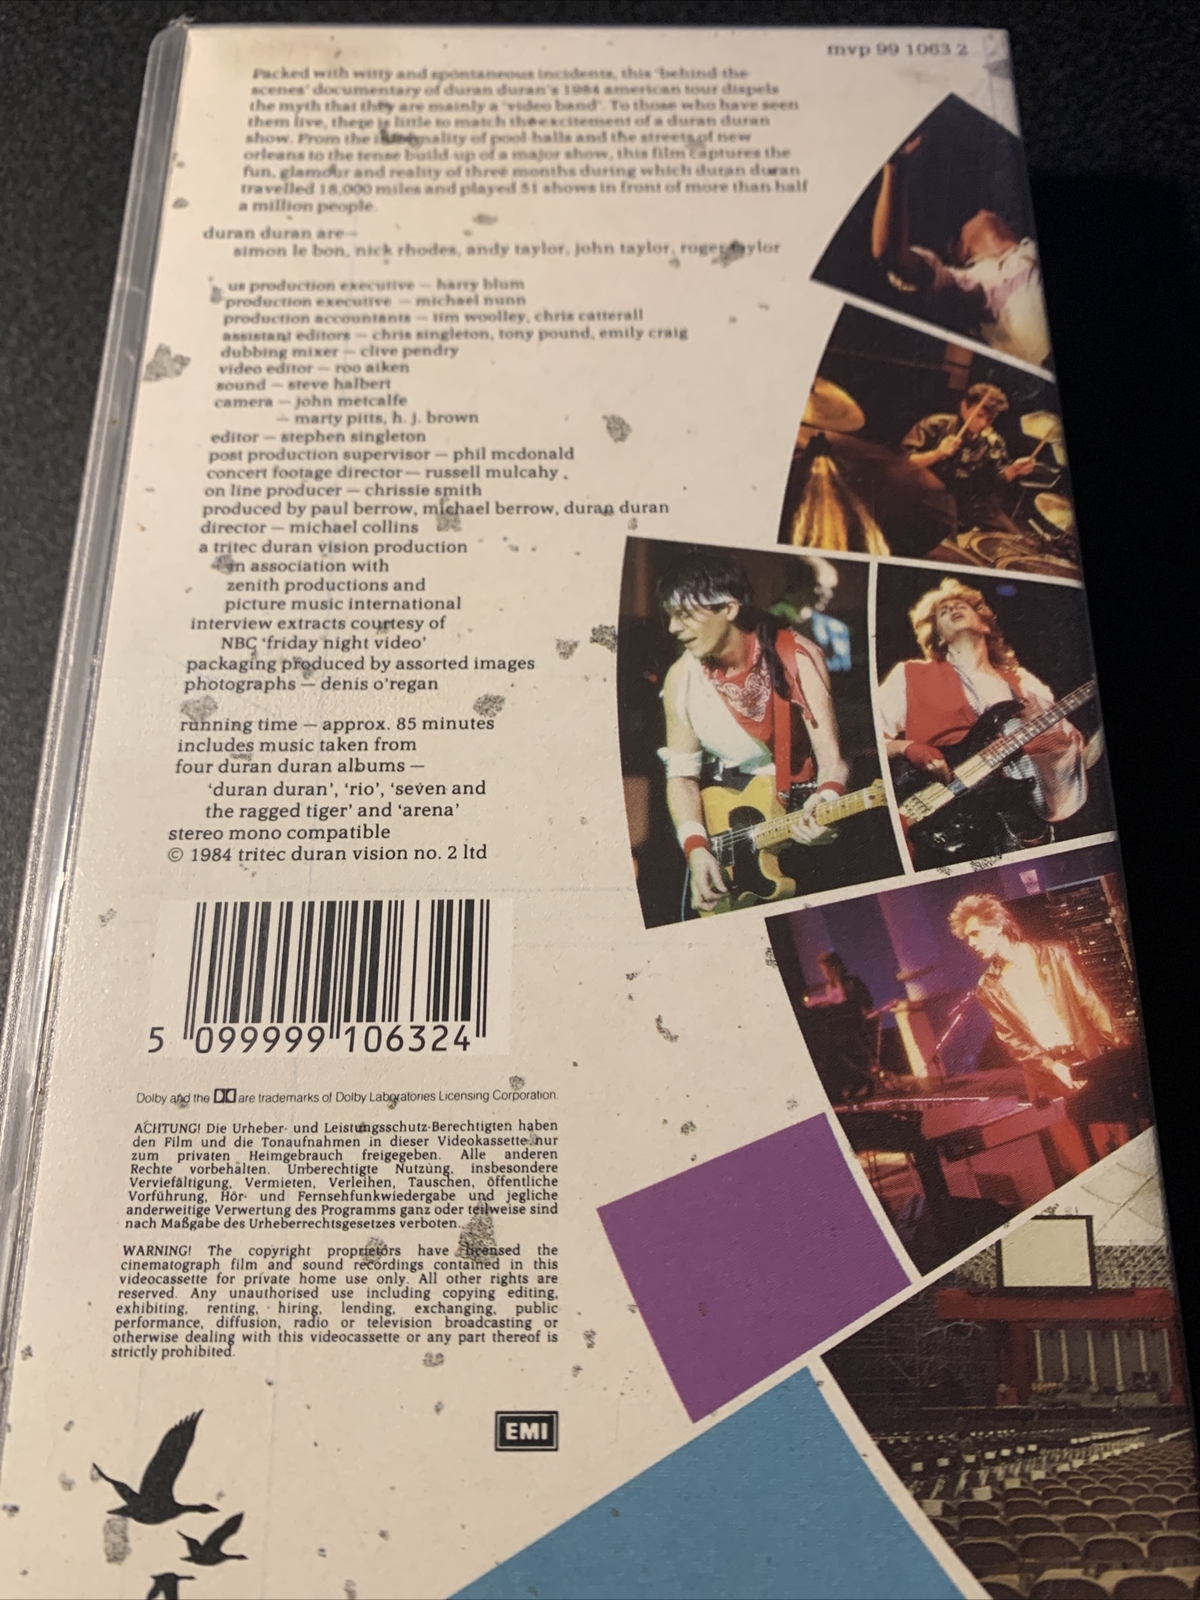 mvp 99 1063 2
Packed with witty and spontaneous incidents, this 'behind the
scenes' documentary of duran duran's 1984 american tour dispels
the myth that they are mainly a 'video band'. To those who have seen
them live, there is little to match the excitement of a duran duran
show. From the informality of pool-halls and the streets of new
orleans to the tense build-up of a major show, this film captures the
fun, glamour and reality of three months during which duran duran
travelled 18,000 miles and played 51 shows in front of more than half
a million people.
duran duran are—
simon le bon, nick rhodes, andy taylor, john taylor, roger taylor
us production executive — harry blum
production executive — michael nunn
production accountants — tim woolley, chris catterall
assistant editors — chris singleton, tony pound, emily craig
dubbing mixer — clive pendry
video editor — roo aiken
sound — steve halbert
camera — john metcalfe
— marty pitts, h. j. brown
editor — stephen singleton
post production supervisor — phil mcdonald
concert footage director — russell mulcahy .
on line producer — chrissie smith
produced by paul berrow, michael berrow, duran duran
director — michael collins
a tritec duran vision production
in association with
zenith productions and
picture music international
interview extracts courtesy of
NBC 'friday night video'
packaging produced by assorted images
photographs — denis o'regan
running time — approx. 85 minutes
includes music taken from
four duran duran albums —
'duran duran', 'rio', 'seven and
the ragged tiger' and 'arena'
stereo mono compatible
© 1984 tritec duran vision no. 2 ltd
5 099999 106324
Dolby and the DD are trademarks of Dolby Laboratories Licensing Corporation.
ACHTUNG! Die Urheber- und Leistungsschutz-Berechtigten haben
den Film und die Tonaufnahmen in dieser Videokassette nur
zum privaten Heimgebrauch freigegeben. Alle anderen
Rechte vorbehalten. Unberechtigte Nutzung, insbesondere
Verviefältigung, Vermieten, Verleihen, Tauschen, öffentliche
Vorführung, Hör- und Fernsehfunkwiedergabe und jegliche
anderweitige Verwertung des Programms ganz oder teilweise sind
nach Maßgabe des Urheberrechtsgesetzes verboten.
WARNING! The copyright proprietors have licensed the
cinematograph film and sound recordings contained in this
videocassette for private home use only. All other rights are
reserved. Any unauthorised use including copying editing,
exhibiting, renting, hiring, lending, exchanging, public
performance, diffusion, radio or television broadcasting or
otherwise dealing with this videocassette or any part thereof is
strictly prohibited.
EMI